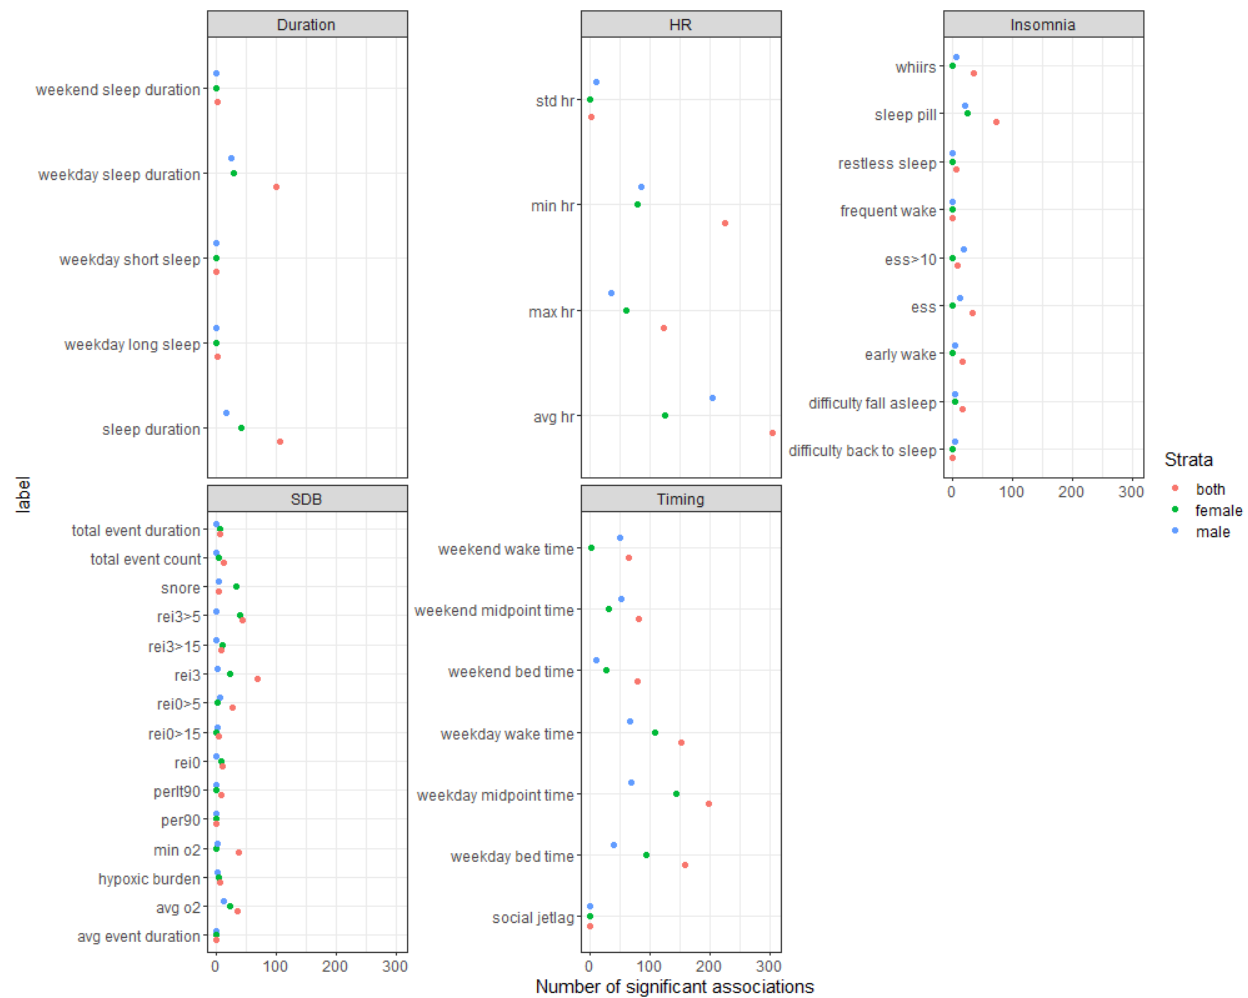 Duration
weekend sleep duration
weekday sleep duration
weekday short sleep
weekday long sleep
sleep duration
HR
std hr
min hr
max hr
avg hr
Insomnia
whiirs
sleep pill
restless sleep
frequent wake
ess>10
ess
early wake
difficulty fall asleep
difficulty back to sleep
0 100 200 300
label
SDB
total event duration
total event count
snore
rei3>5
rei3>15
rei3
rei0>5
rei0>15
rei0
perlt90
per90
min o2
hypoxic burden
avg o2
avg event duration
0 100 200 300
Timing
weekend wake time
weekend midpoint time
weekend bed time
weekday wake time
weekday midpoint time
weekday bed time
social jetlag
0 100 200 300
Number of significant associations
Strata
both
female
male